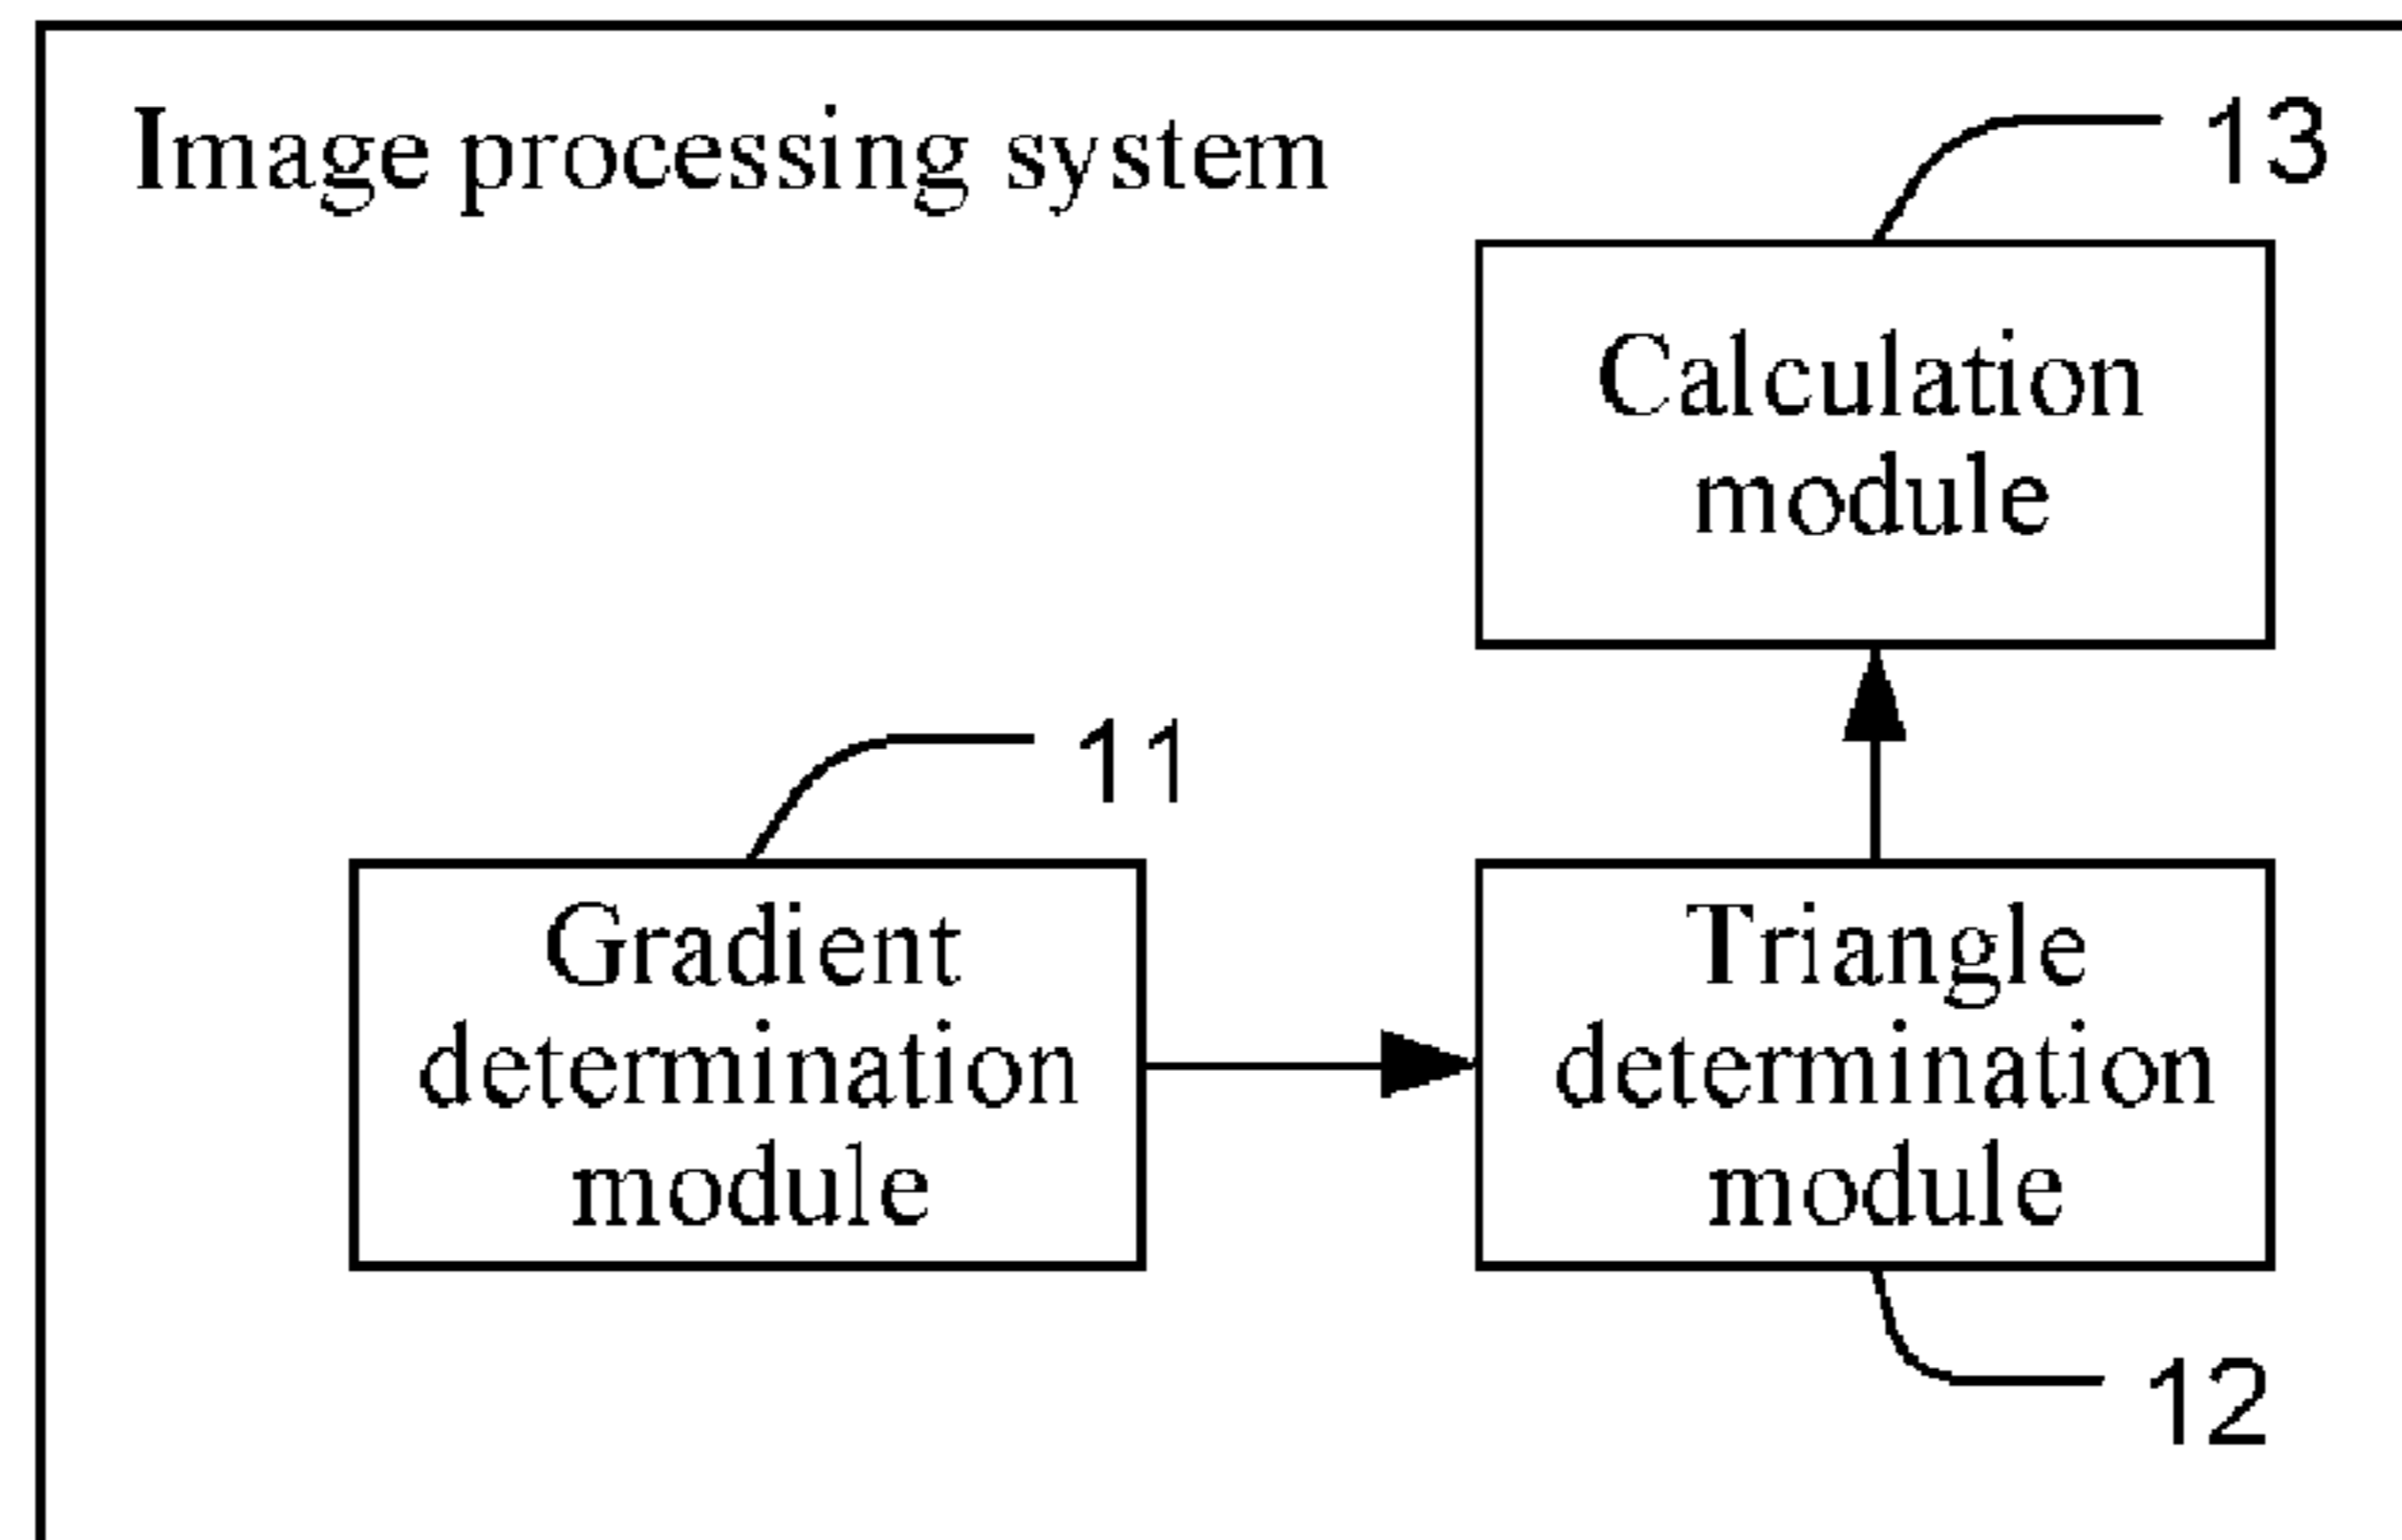 Image processing system
13
Calculation
module
11
Gradient
determination
module
Triangle
determination
module
12